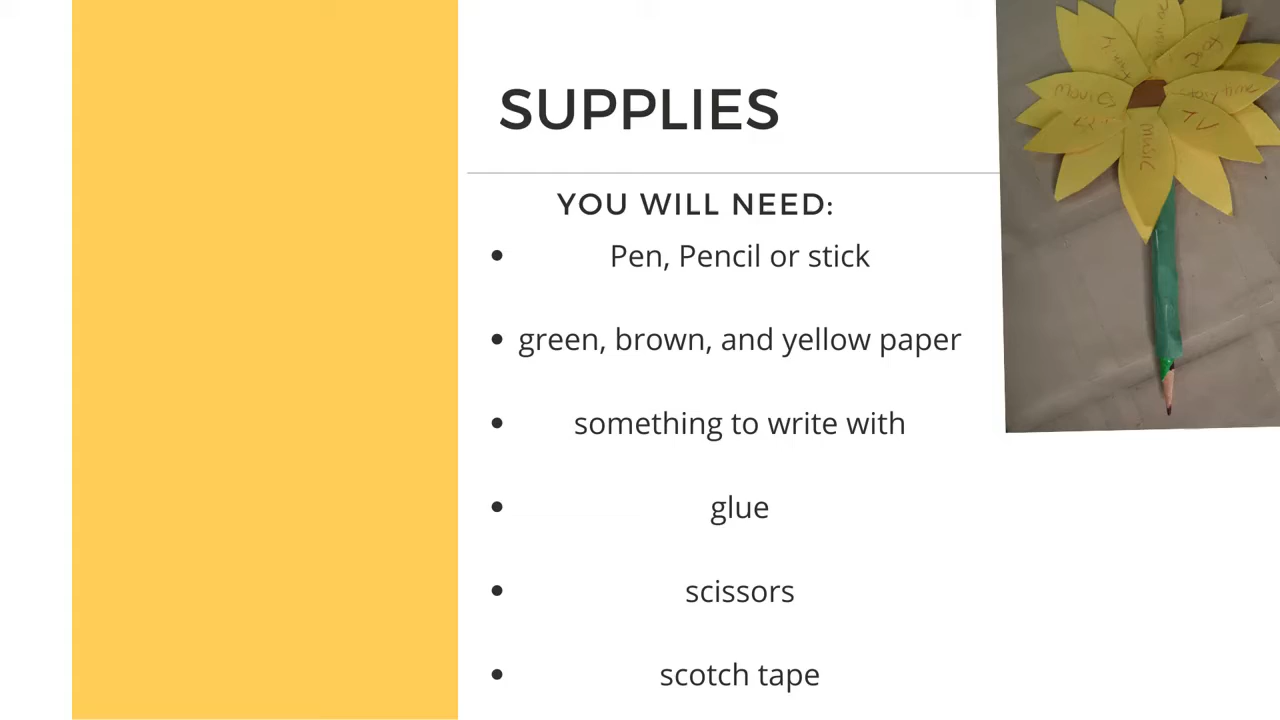 SUPPLIES
YOU WILL NEED:
• Pen, Pencil or stick
• green, brown, and yellow paper
• something to write with
• glue
• scissors
• scotch tape
music
TV